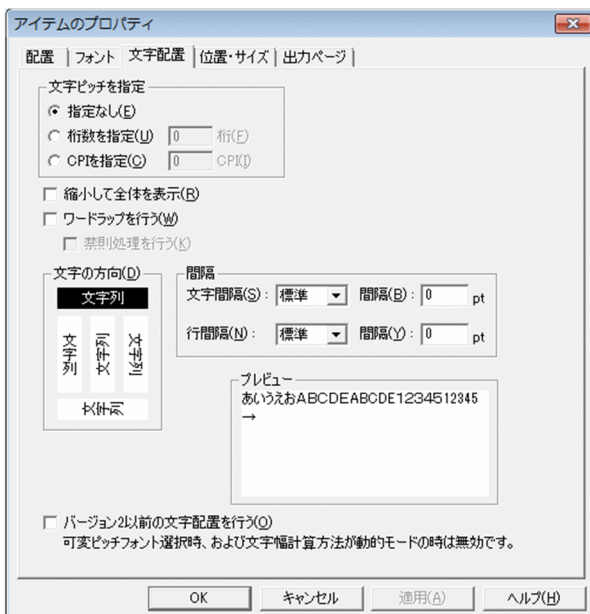 アイテムのプロパティ
配置 フォント 文字配置 位置・サイズ 出力ページ
文字ピッチを指定
指定なし(E)
桁数を指定(U) 0 桁(F)
CPIを指定(C) 0 CPI(I)
縮小して全体を表示(R)
ワードラップを行う(W)
禁則処理を行う(K)
文字の方向(D)
文字列
文字列 文字列 文字列
文字列
間隔
文字間隔(S): 標準 間隔(B): 0 pt
行間隔(N): 標準 間隔(Y): 0 pt
プレビュー
あいうえおABCDEABCDE1234512345
→
バージョン2以前の文字配置を行う(O)
可変ピッチフォント選択時、および文字幅計算方法が動的モードの時は無効です。
OK キャンセル 適用(A) ヘルプ(H)